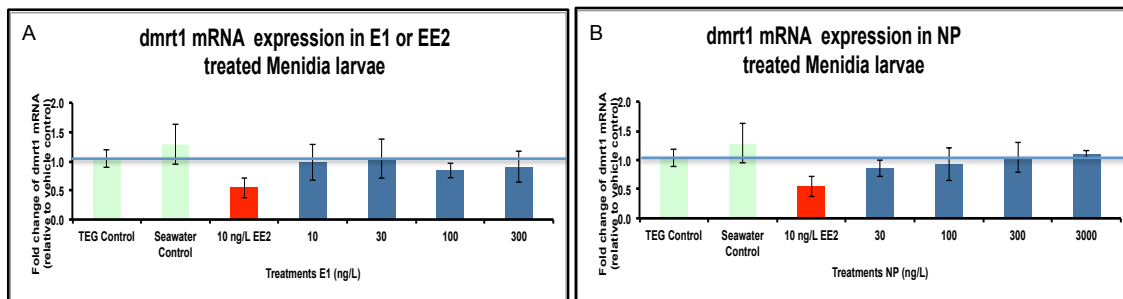 A
dmrt1 mRNA expression in E1 or EE2
treated Menidia larvae
Fold change of dmrt1 mRNA
(relative to vehicle control)
2.0
1.5
1.0
0.5
0.0
TEG Control
Seawater
Control
10 ng/L EE2
10
30
100
300
Treatments E1 (ng/L)
B
dmrt1 mRNA expression in NP
treated Menidia larvae
Fold change of dmrt1 mRNA
(relative to vehicle control)
2.0
1.5
1.0
0.5
0.0
TEG Control
Seawater
Control
10 ng/L EE2
30
100
300
3000
Treatments NP (ng/L)